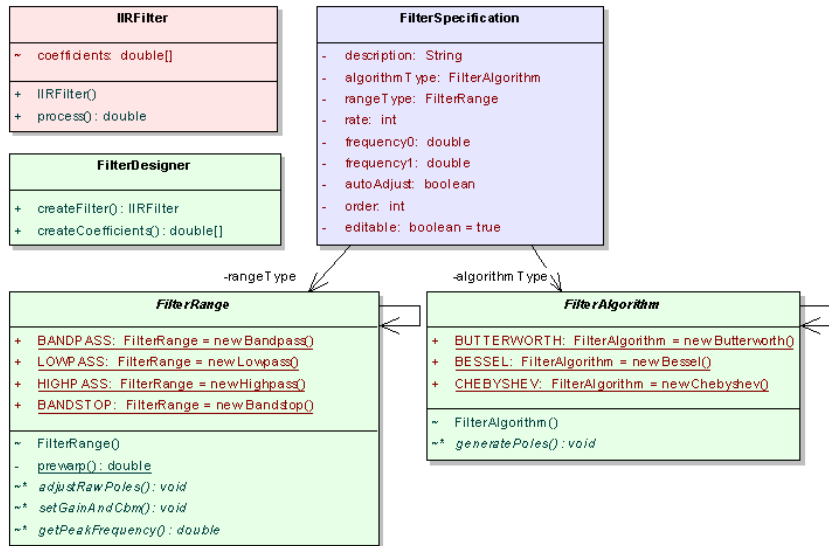 IIRFilter
~ coefficients: double[]
+ IIRFilter()
+ process(): double
FilterSpecification
- description: String
- algorithmType: FilterAlgorithm
- rangeType: FilterRange
- rate: int
- frequency0: double
- frequency1: double
- autoAdjust: boolean
- order: int
- editable: boolean = true
FilterDesigner
+ createFilter(): IIRFilter
+ createCoefficients(): double[]
-rangeType
-algorithmType
FilterRange
+ BANDPASS: FilterRange = new Bandpass()
+ LOWPASS: FilterRange = new Lowpass()
+ HIGHPASS: FilterRange = new Highpass()
+ BANDSTOP: FilterRange = new Bandstop()
~ FilterRange()
- prewarp(): double
~* adjustRawPoles(): void
~* setGainAndCbm(): void
~* getPeakFrequency(): double
FilterAlgorithm
+ BUTTERWORTH: FilterAlgorithm = new Butterworth()
+ BESSEL: FilterAlgorithm = new Bessel()
+ CHEBYSHEV: FilterAlgorithm = new Chebyshev()
~ FilterAlgorithm()
~* generatePoles(): void